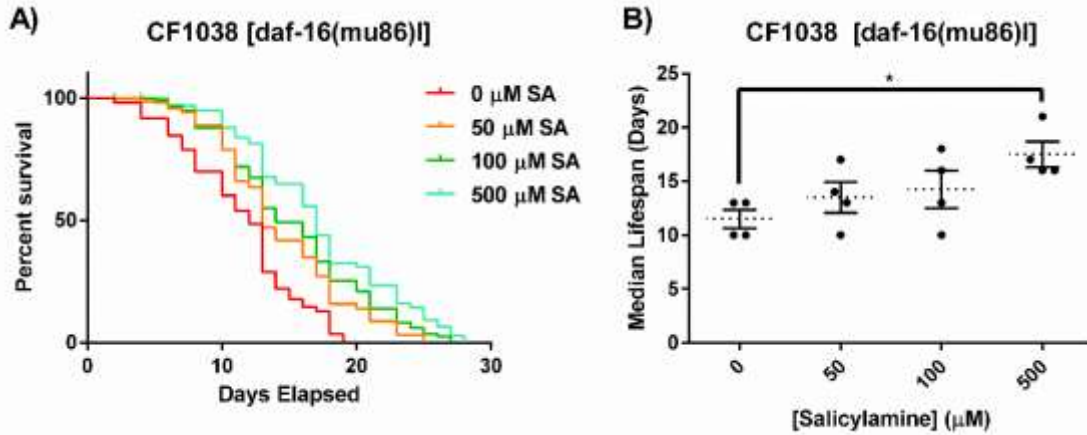 A)
CF1038 [daf-16(mu86)I]
100
50
0
Percent survival
0 10 20 30
Days Elapsed
0 μM SA
50 μM SA
100 μM SA
500 μM SA
B)
CF1038 [daf-16(mu86)I]
25
20
15
10
5
0
Median Lifespan (Days)
*
0 50 100 500
[Salicylamine] (μM)